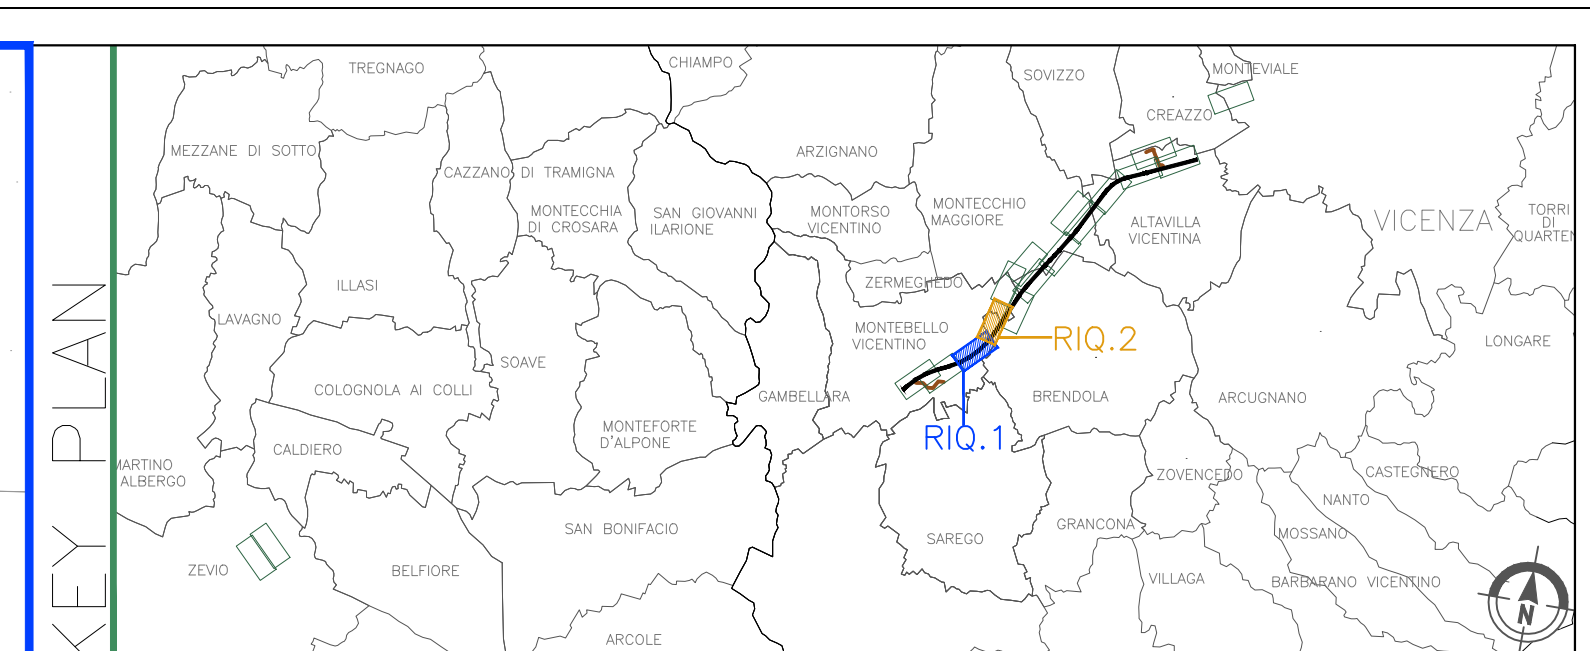 KEY PLAN
TREGNAGO
CHIAMPO
SOVIZZO
MONTEVIALE
CREAZZO
MEZZANE DI SOTTO
ARZIGNANO
CAZZANO DI TRAMIGNA
MONTECCHIA
DI CROSARA
SAN GIOVANNI
ILARIONE
MONTORSO
VICENTINO
MONTECCHIO
MAGGIORE
ALTAVILLA
VICENTINA
VICENZA
TORRI
DI
QUARTE
ILLASI
ZERMEGHEDO
LAVAGNO
MONTEBELLO
VICENTINO
RIQ.2
LONGARE
SOAVE
COLOGNOLA AI COLLI
GAMBELLARA
BRENDOLA
ARCUGNANO
MONTEFORTE
D'ALPONE
RIQ.1
CALDIERO
MARTINO
ALBERGO
ZOVENCEDO
CASTEGNERO
NANTO
SAN BONIFACIO
SAREGO
GRANCONA
MOSSANO
ZEVIO
BELFIORE
VILLAGA
BARBARANO VICENTINO
N
ARCOLE